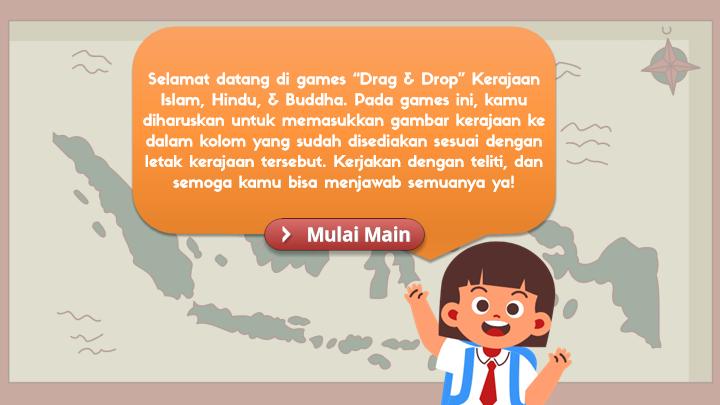 Selamat datang di games “Drag & Drop” Kerajaan
Islam, Hindu, & Buddha. Pada games ini, kamu
diharuskan untuk memasukkan gambar kerajaan ke
dalam kolom yang sudah disediakan sesuai dengan
letak kerajaan tersebut. Kerjakan dengan teliti, dan
semoga kamu bisa menjawab semuanya ya!
Mulai Main